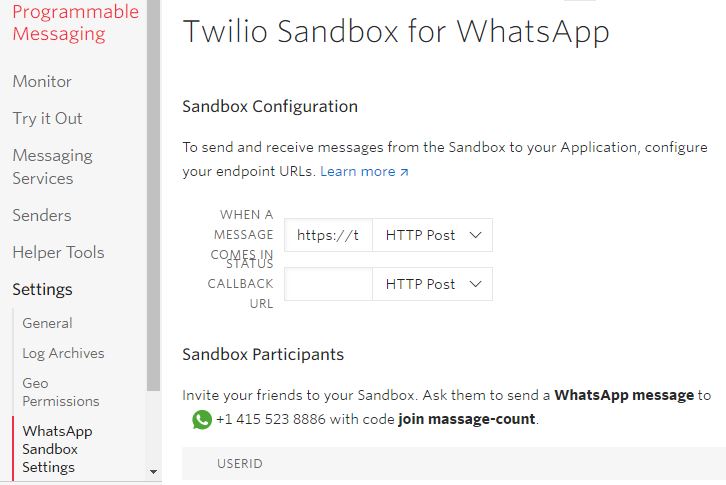 Programmable
Messaging
Monitor
Try it Out
Messaging
Services
Senders
Helper Tools
Settings
General
Log Archives
Geo
Permissions
WhatsApp
Sandbox
Settings
Twilio Sandbox for WhatsApp
Sandbox Configuration
To send and receive messages from the Sandbox to your Application, configure
your endpoint URLs. Learn more ↗
WHEN A
MESSAGE
COMES IN
https://t HTTP Post
STATUS
CALLBACK
URL
HTTP Post
Sandbox Participants
Invite your friends to your Sandbox. Ask them to send a WhatsApp message to
+1 415 523 8886 with code join massage-count.
USERID